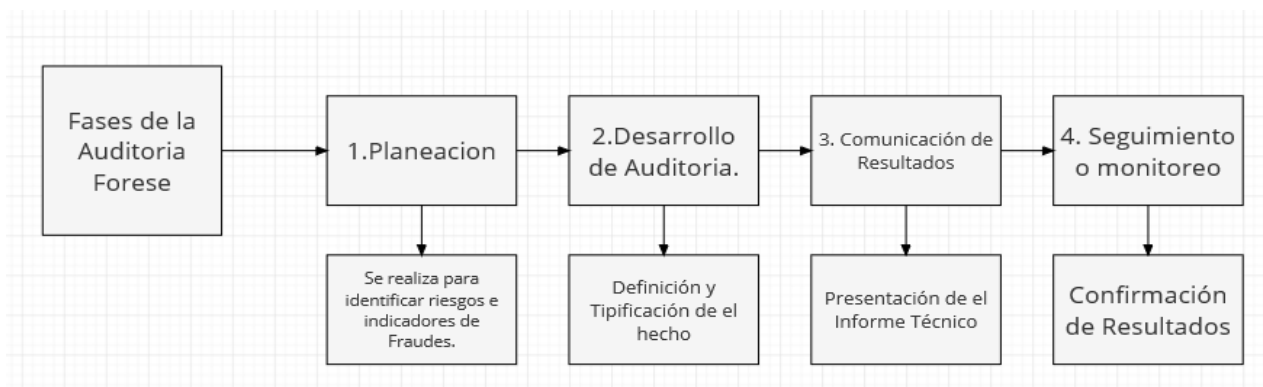 Fases de la
Auditoria
Forese
1.Planeacion
2.Desarrollo
de Auditoria.
3. Comunicación de
Resultados
4. Seguimiento
o monitoreo
Se realiza para
identificar riesgos e
indicadores de
Fraudes.
Definición y
Tipificación de el
hecho
Presentación de el
Informe Técnico
Confirmación
de Resultados